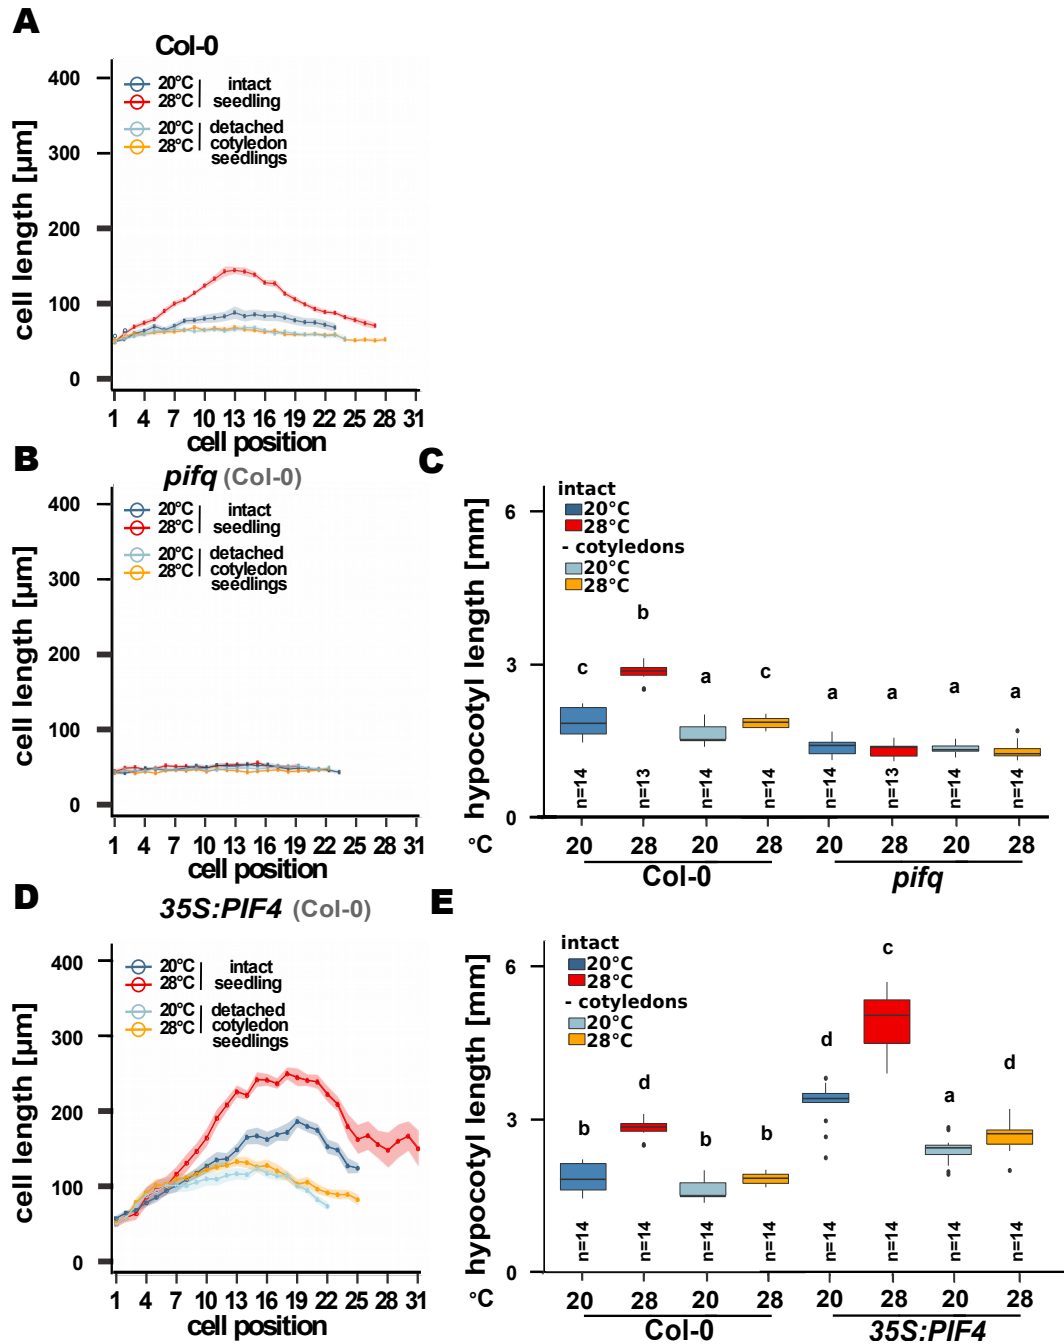 A
Col-0
400
300
200
100
0
cell length [µm]
20°C
28°C
intact
seedling
20°C
28°C
detached
cotyledon
seedlings
1 4 7 10 13 16 19 22 25 28 31
cell position
B
pifq (Col-0)
400
300
200
100
0
cell length [µm]
20°C
28°C
intact
seedling
20°C
28°C
detached
cotyledon
seedlings
1 4 7 10 13 16 19 22 25 28 31
cell position
C
hypocotyl length [mm]
6
3
0
intact
20°C
28°C
- cotyledons
20°C
28°C
c b a c a a a a
n=14 n=13 n=14 n=14 n=14 n=13 n=14 n=14
°C 20 28 20 28 20 28 20 28
Col-0 pifq
D
35S:PIF4 (Col-0)
400
300
200
100
0
cell length [µm]
20°C
28°C
intact
seedling
20°C
28°C
detached
cotyledon
seedlings
1 4 7 10 13 16 19 22 25 28 31
cell position
E
hypocotyl length [mm]
6
3
0
intact
20°C
28°C
- cotyledons
20°C
28°C
b d b b d c a d
n=14 n=14 n=14 n=14 n=14 n=14 n=14 n=14
°C 20 28 20 28 20 28 20 28
Col-0 35S:PIF4